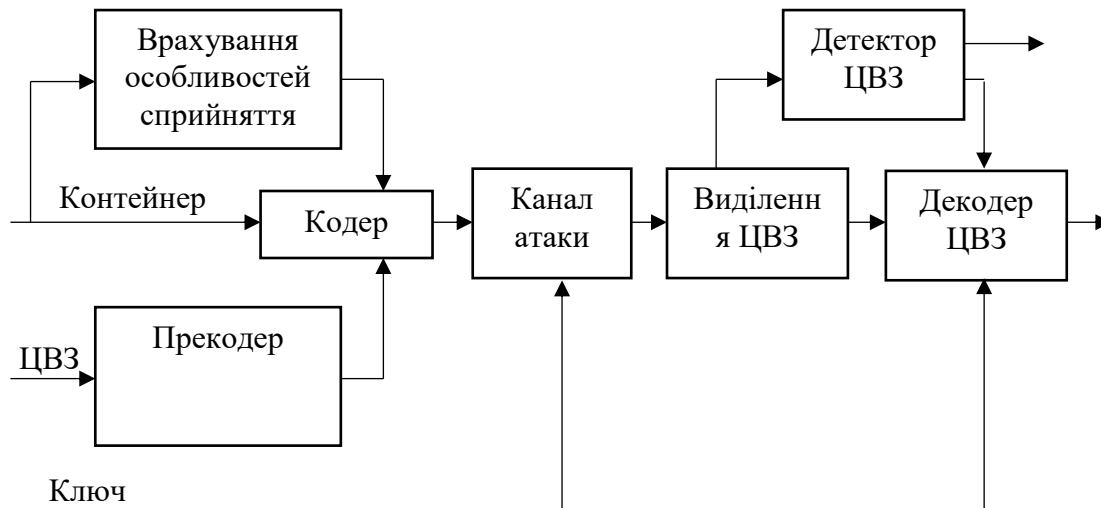 Врахування
особливостей
сприйняття
Детектор
ЦВЗ
Контейнер
Кодер
Канал
атаки
Виділенн
я ЦВЗ
Декодер
ЦВЗ
Прекодер
ЦВЗ
Ключ